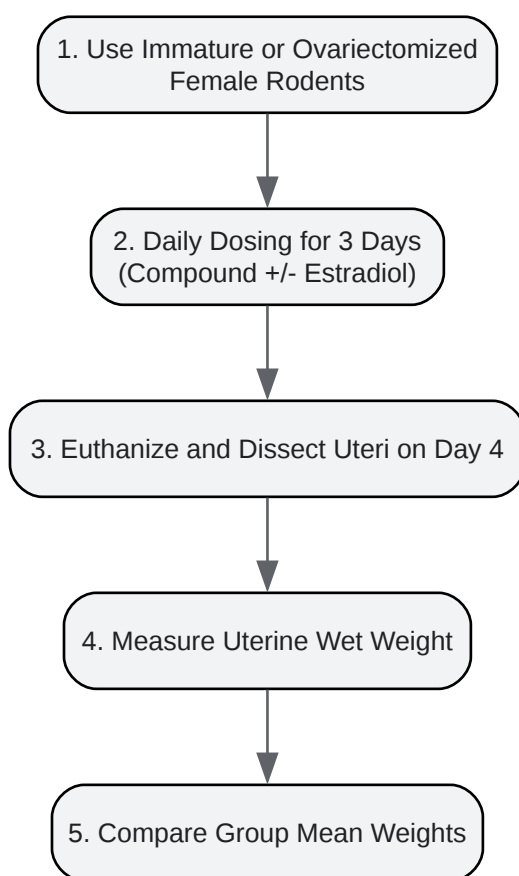 1. Use Immature or Ovariectomized
Female Rodents
2. Daily Dosing for 3 Days
(Compound +/- Estradiol)
3. Euthanize and Dissect Uteri on Day 4
4. Measure Uterine Wet Weight
5. Compare Group Mean Weights